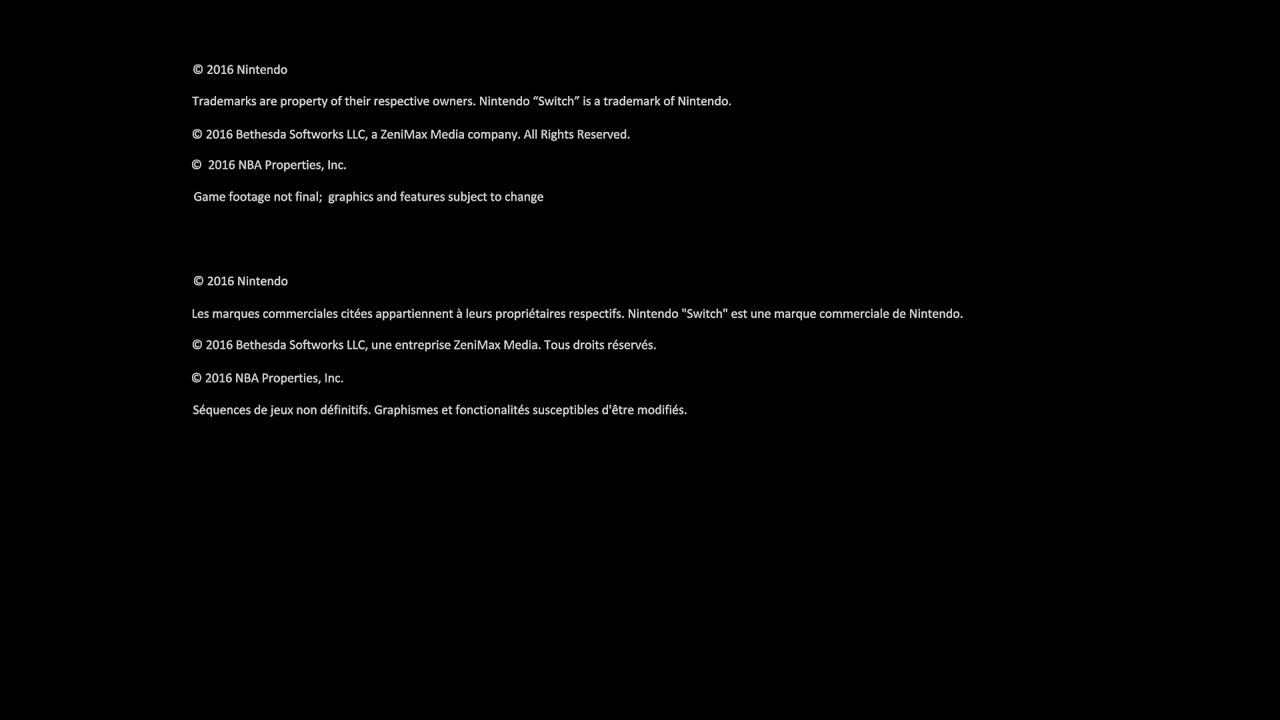 © 2016 Nintendo
Trademarks are property of their respective owners. Nintendo “Switch” is a trademark of Nintendo.
© 2016 Bethesda Softworks LLC, a ZeniMax Media company. All Rights Reserved.
©  2016 NBA Properties, Inc.
Game footage not final;  graphics and features subject to change
© 2016 Nintendo
Les marques commerciales citées appartiennent à leurs propriétaires respectifs. Nintendo "Switch" est une marque commerciale de Nintendo.
© 2016 Bethesda Softworks LLC, une entreprise ZeniMax Media. Tous droits réservés.
© 2016 NBA Properties, Inc.
Séquences de jeux non définitifs. Graphismes et fonctionalités susceptibles d'être modifiés.